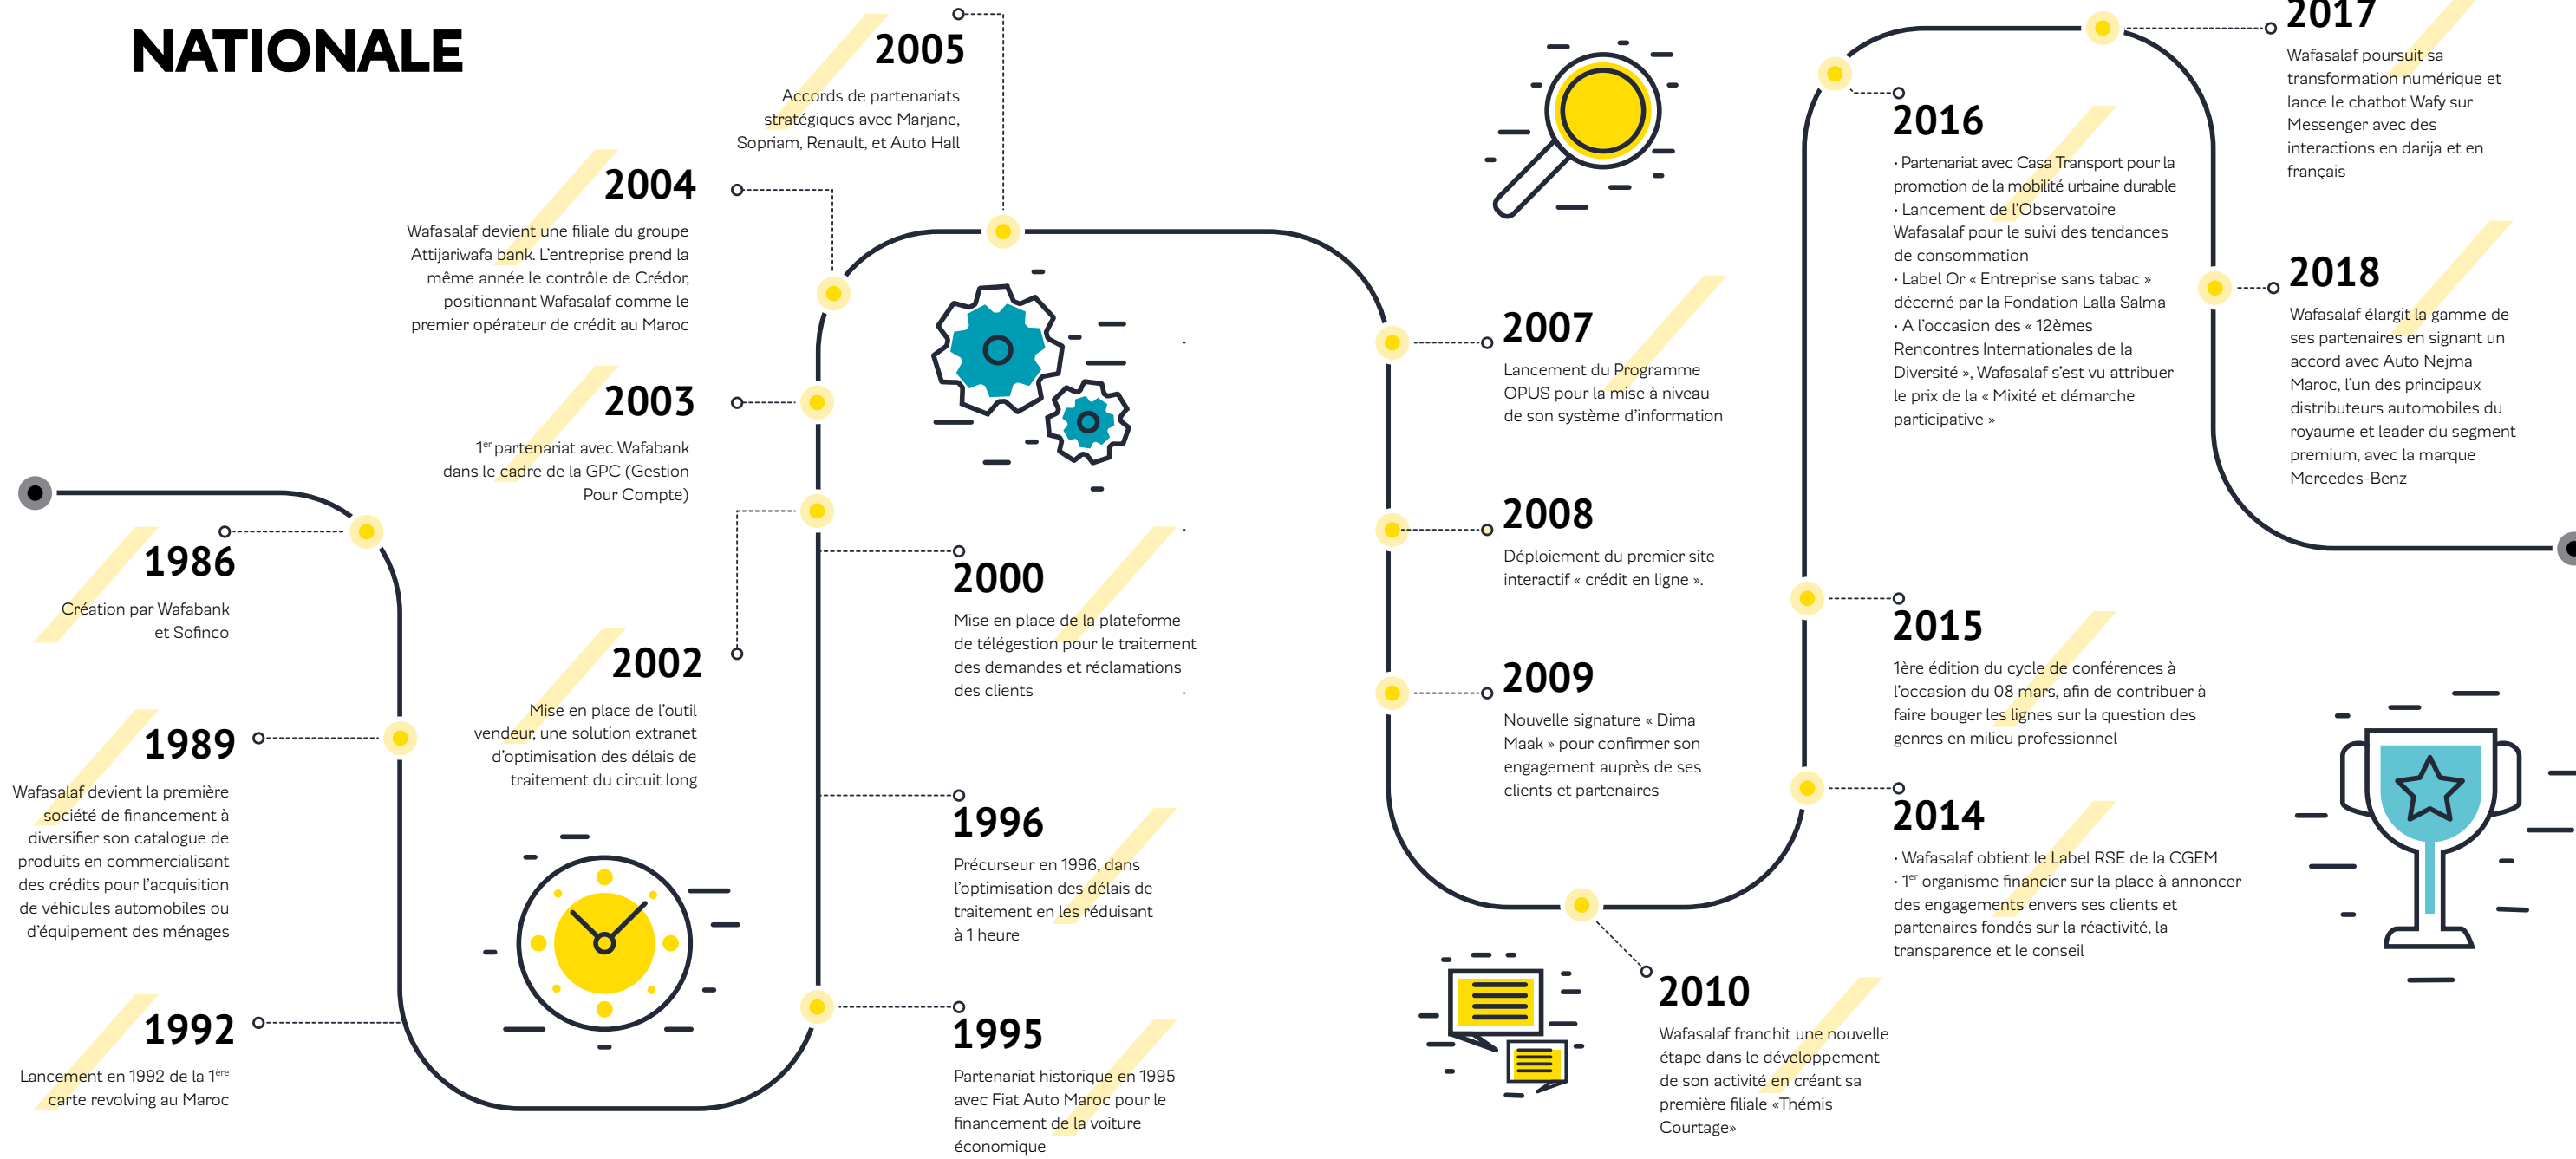 NATIONALE
1986
Création par Wafabank
et Sofinco
1989
Wafasalaf devient la première
société de financement à
diversifier son catalogue de
produits en commercialisant
des crédits pour l’acquisition
de véhicules automobiles ou
d’équipement des ménages
1992
Lancement en 1992 de la 1ère
carte revolving au Maroc
1995
Partenariat historique en 1995
avec Fiat Auto Maroc pour le
financement de la voiture
économique
1996
Précurseur en 1996, dans
l’optimisation des délais de
traitement en les réduisant
à 1 heure
2000
Mise en place de la plateforme
de télégestion pour le traitement
des demandes et réclamations
des clients
2002
Mise en place de l’outil
vendeur, une solution extranet
d’optimisation des délais de
traitement du circuit long
2003
1er partenariat avec Wafabank
dans le cadre de la GPC (Gestion
Pour Compte)
2004
Wafasalaf devient une filiale du groupe
Attijariwafa bank. L’entreprise prend la
même année le contrôle de Crédor,
positionnant Wafasalaf comme le
premier opérateur de crédit au Maroc
2005
Accords de partenariats
stratégiques avec Marjane,
Sopriam, Renault, et Auto Hall
2007
Lancement du Programme
OPUS pour la mise à niveau
de son système d’information
2008
Déploiement du premier site
interactif « crédit en ligne ».
2009
Nouvelle signature « Dima
Maak » pour confirmer son
engagement auprès de ses
clients et partenaires
2010
Wafasalaf franchit une nouvelle
étape dans le développement
de son activité en créant sa
première filiale «Thémis
Courtage»
2014
• Wafasalaf obtient le Label RSE de la CGEM
• 1er organisme financier sur la place à annoncer
des engagements envers ses clients et
partenaires fondés sur la réactivité, la
transparence et le conseil
2015
1ère édition du cycle de conférences à
l’occasion du 08 mars, afin de contribuer à
faire bouger les lignes sur la question des
genres en milieu professionnel
2016
• Partenariat avec Casa Transport pour la
promotion de la mobilité urbaine durable
• Lancement de l’Observatoire
Wafasalaf pour le suivi des tendances
de consommation
• Label Or « Entreprise sans tabac »
décerné par la Fondation Lalla Salma
• A l’occasion des « 12èmes
Rencontres Internationales de la
Diversité », Wafasalaf s’est vu attribuer
le prix de la « Mixité et démarche
participative »
2017
Wafasalaf poursuit sa
transformation numérique et
lance le chatbot Wafy sur
Messenger avec des
interactions en darija et en
français
2018
Wafasalaf élargit la gamme de
ses partenaires en signant un
accord avec Auto Nejma
Maroc, l’un des principaux
distributeurs automobiles du
royaume et leader du segment
premium, avec la marque
Mercedes-Benz